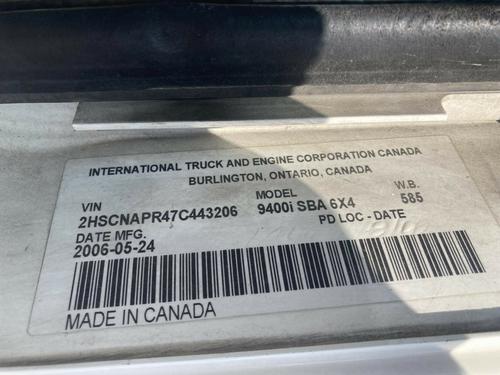 INTERNATIONAL TRUCK AND ENGINE CORPORATION CANADA
BURLINGTON, ONTARIO, CANADA
VIN MODEL W.B.
2HSCNAPR47C443206 9400i SBA 6X4 585
DATE MFG. PD LOC - DATE
2006-05-24
MADE IN CANADA